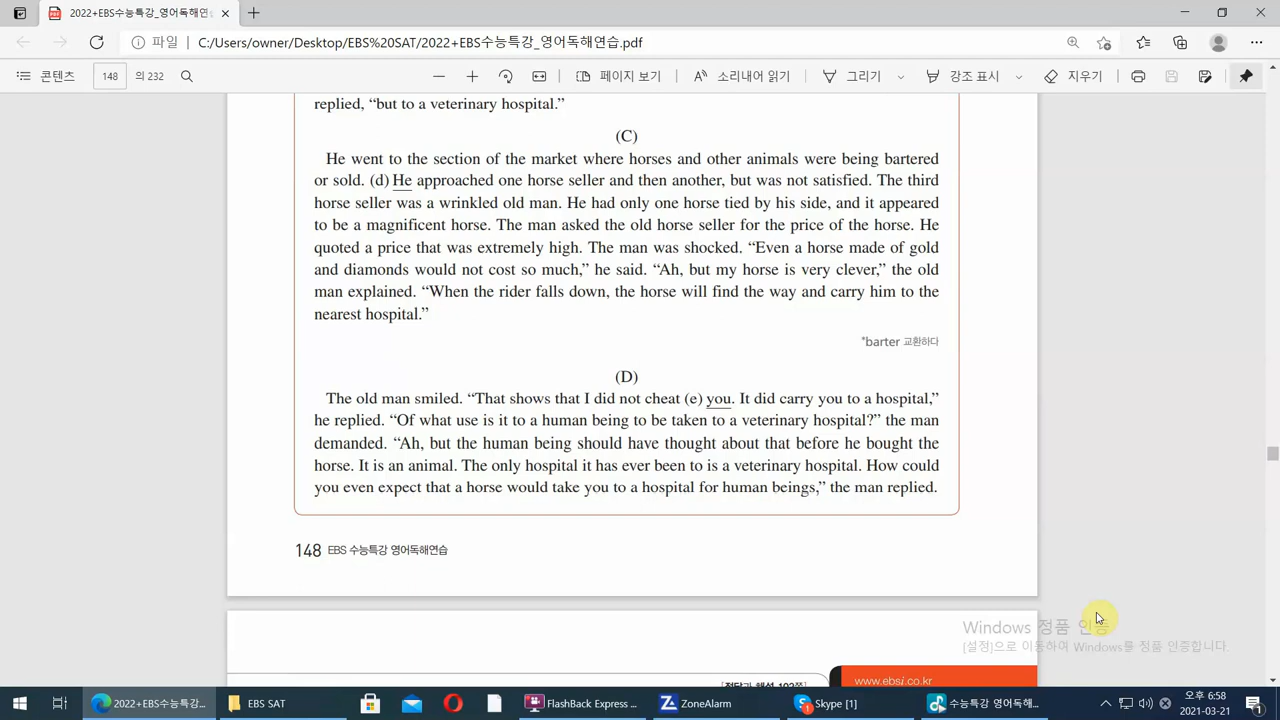 2022+EBS수능특강_영어독해연습
파일 C:/Users/owner/Desktop/EBS%20SAT/2022+EBS수능특강_영어독해연습.pdf
콘텐츠 148 의 232 페이지 보기 소리내어 읽기 그리기 강조 표시 지우기
replied, “but to a veterinary hospital.”
(C)
He went to the section of the market where horses and other animals were being bartered
or sold. (d) He approached one horse seller and then another, but was not satisfied. The third
horse seller was a wrinkled old man. He had only one horse tied by his side, and it appeared
to be a magnificent horse. The man asked the old horse seller for the price of the horse. He
quoted a price that was extremely high. The man was shocked. “Even a horse made of gold
and diamonds would not cost so much,” he said. “Ah, but my horse is very clever,” the old
man explained. “When the rider falls down, the horse will find the way and carry him to the
nearest hospital.”
*barter 교환하다
(D)
The old man smiled. “That shows that I did not cheat (e) you. It did carry you to a hospital,”
he replied. “Of what use is it to a human being to be taken to a veterinary hospital?” the man
demanded. “Ah, but the human being should have thought about that before he bought the
horse. It is an animal. The only hospital it has ever been to is a veterinary hospital. How could
you even expect that a horse would take you to a hospital for human beings,” the man replied.
148 EBS 수능특강 영어독해연습
Windows 정품 인증
[설정]으로 이동하여 Windows를 정품 인증합니다.
www.ebsi.co.kr
2022+EBS수능특... EBS SAT FlashBack Express ... ZoneAlarm Skype [1] 수능특강 영어독해... 오후 6:58
2021-03-21